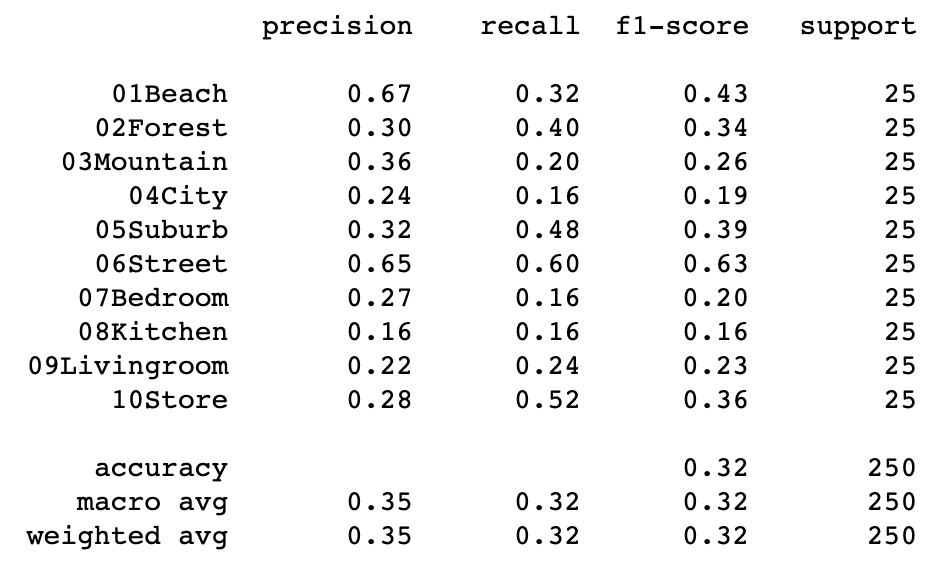 precision recall f1-score support
01Beach 0.67 0.32 0.43 25
02Forest 0.30 0.40 0.34 25
03Mountain 0.36 0.20 0.26 25
04City 0.24 0.16 0.19 25
05Suburb 0.32 0.48 0.39 25
06Street 0.65 0.60 0.63 25
07Bedroom 0.27 0.16 0.20 25
08Kitchen 0.16 0.16 0.16 25
09Livingroom 0.22 0.24 0.23 25
10Store 0.28 0.52 0.36 25
accuracy 0.32 250
macro avg 0.35 0.32 0.32 250
weighted avg 0.35 0.32 0.32 250